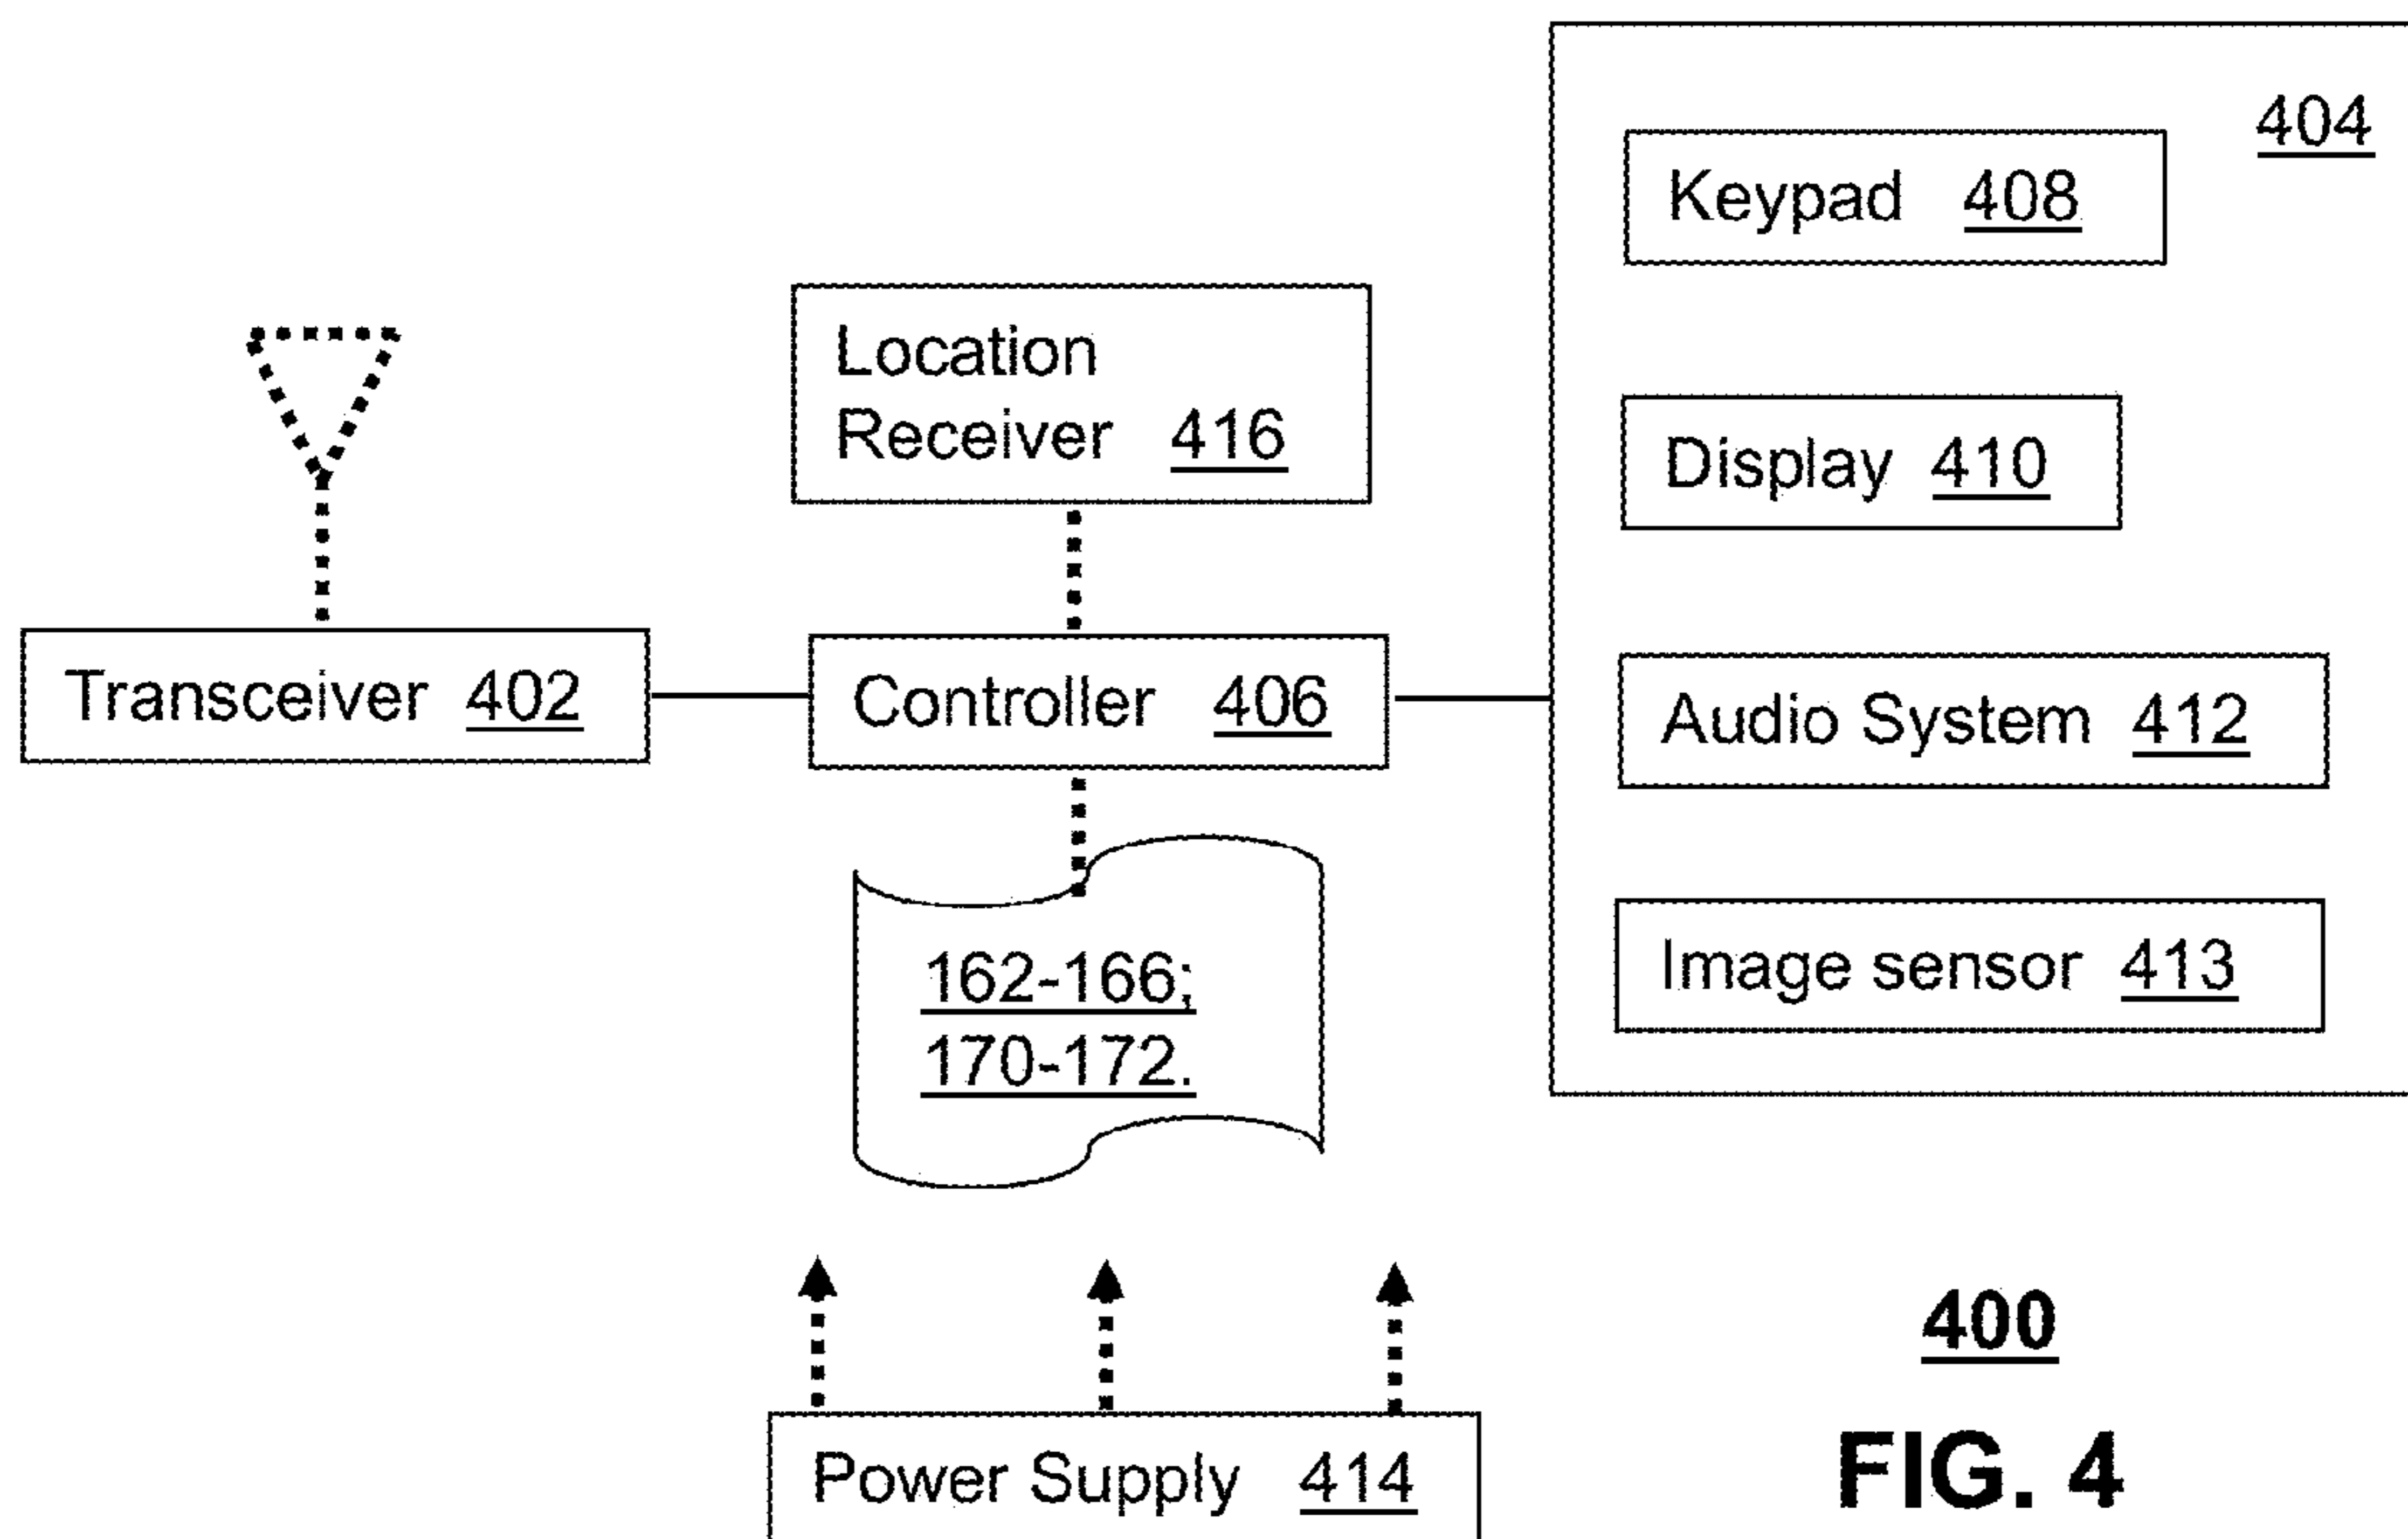 404
Keypad 408
Location
Receiver 416
Display 410
Transceiver 402
Controller 406
Audio System 412
162-166;
170-172.
Image sensor 413
400
Power Supply 414
FIG. 4